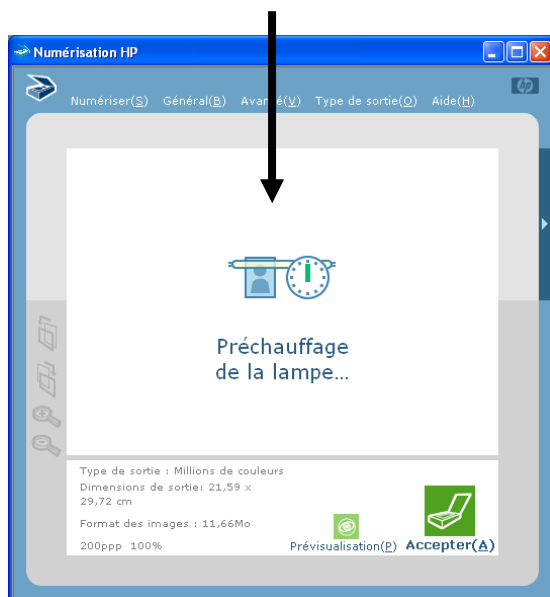 Numérisation HP
Numériser(S) Général(B) Avancé(V) Type de sortie(O) Aide(H)
hp
Préchauffage
de la lampe...
Type de sortie : Millions de couleurs
Dimensions de sortie: 21,59 ×
29,72 cm
Format des images : 11,66Mo
200ppp 100%
Prévisualisation(P) Accepter(A)